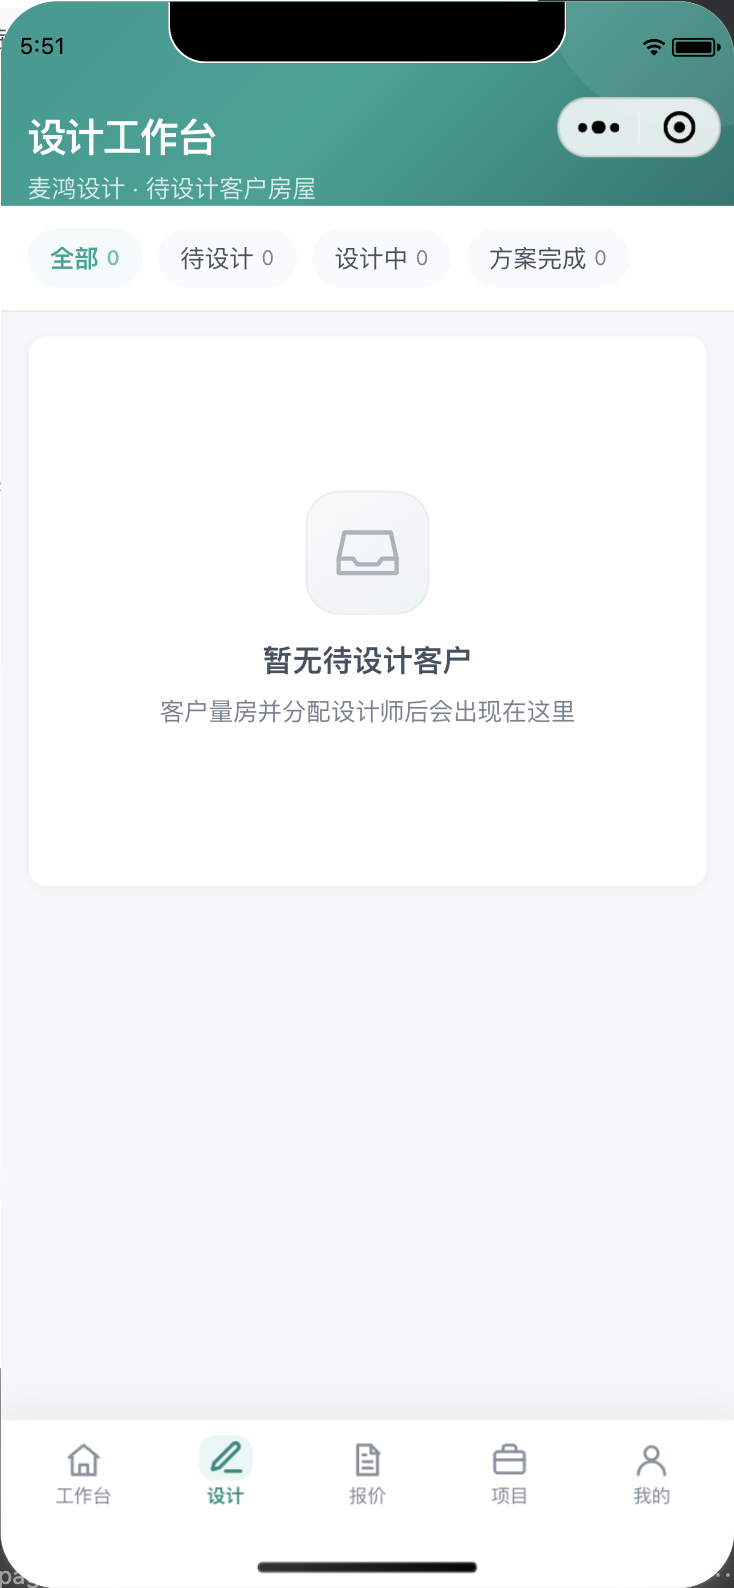 5:51
设计工作台
麦鸿设计 · 待设计客户房屋
全部 0 待设计 0 设计中 0 方案完成 0
暂无待设计客户
客户量房并分配设计师后会出现在这里
工作台 设计 报价 项目 我的